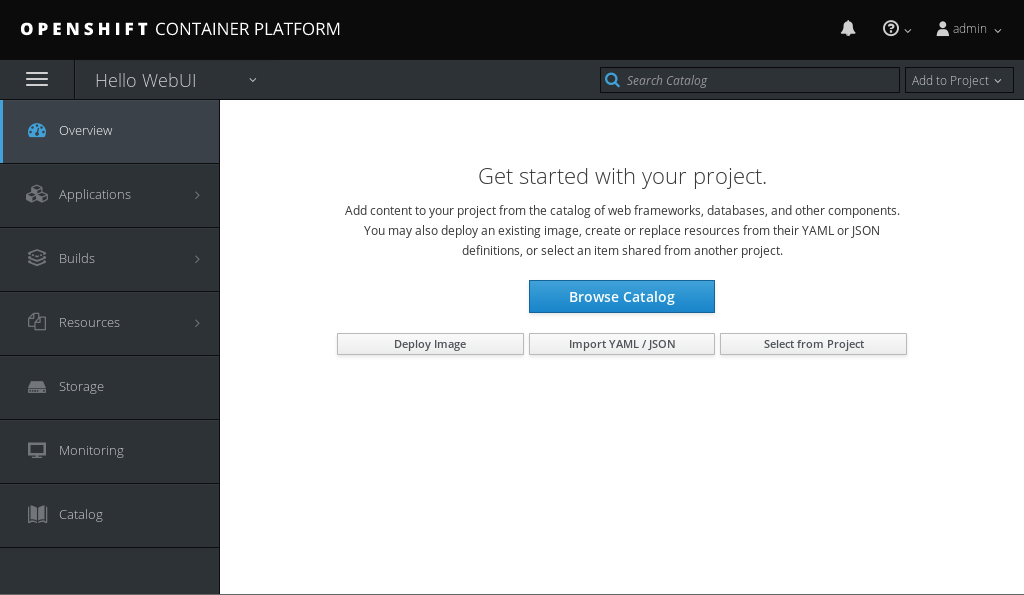 OPENSHIFT CONTAINER PLATFORM
admin
Hello WebUI
Search Catalog
Add to Project
Overview
Applications
Builds
Resources
Storage
Monitoring
Catalog
Get started with your project.
Add content to your project from the catalog of web frameworks, databases, and other components.
You may also deploy an existing image, create or replace resources from their YAML or JSON
definitions, or select an item shared from another project.
Browse Catalog
Deploy Image
Import YAML / JSON
Select from Project